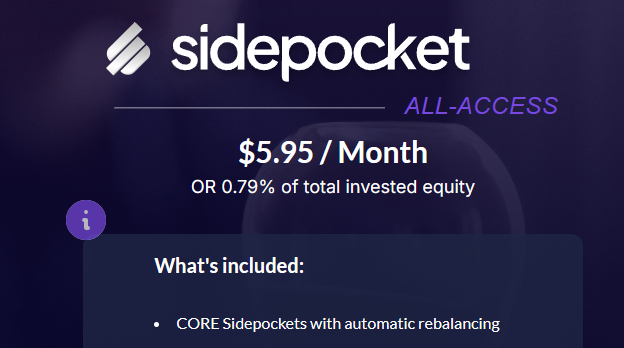 sidepocket
ALL-ACCESS
$5.95 / Month
OR 0.79% of total invested equity
i
What's included:
• CORE Sidepockets with automatic rebalancing